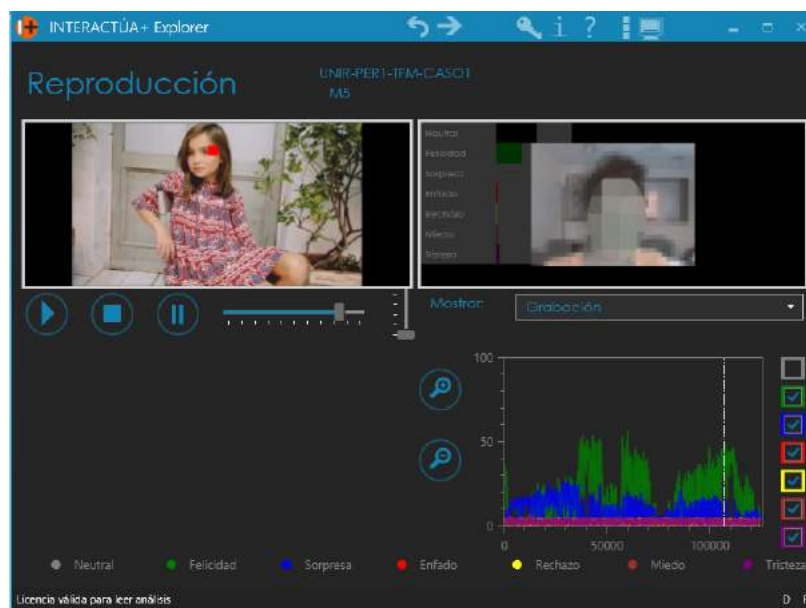 INTERACTÚA+ Explorer
Reproducción
UNIR-PER1-TFM-CASO1
M5
Neutral
Felicidad
Sorpresa
Enfado
Rechazo
Miedo
Tristeza
Mostrar:
Grabación
100
50
0
0
50000
100000
Neutral
Felicidad
Sorpresa
Enfado
Rechazo
Miedo
Tristeza
Licencia válida para leer análisis
D